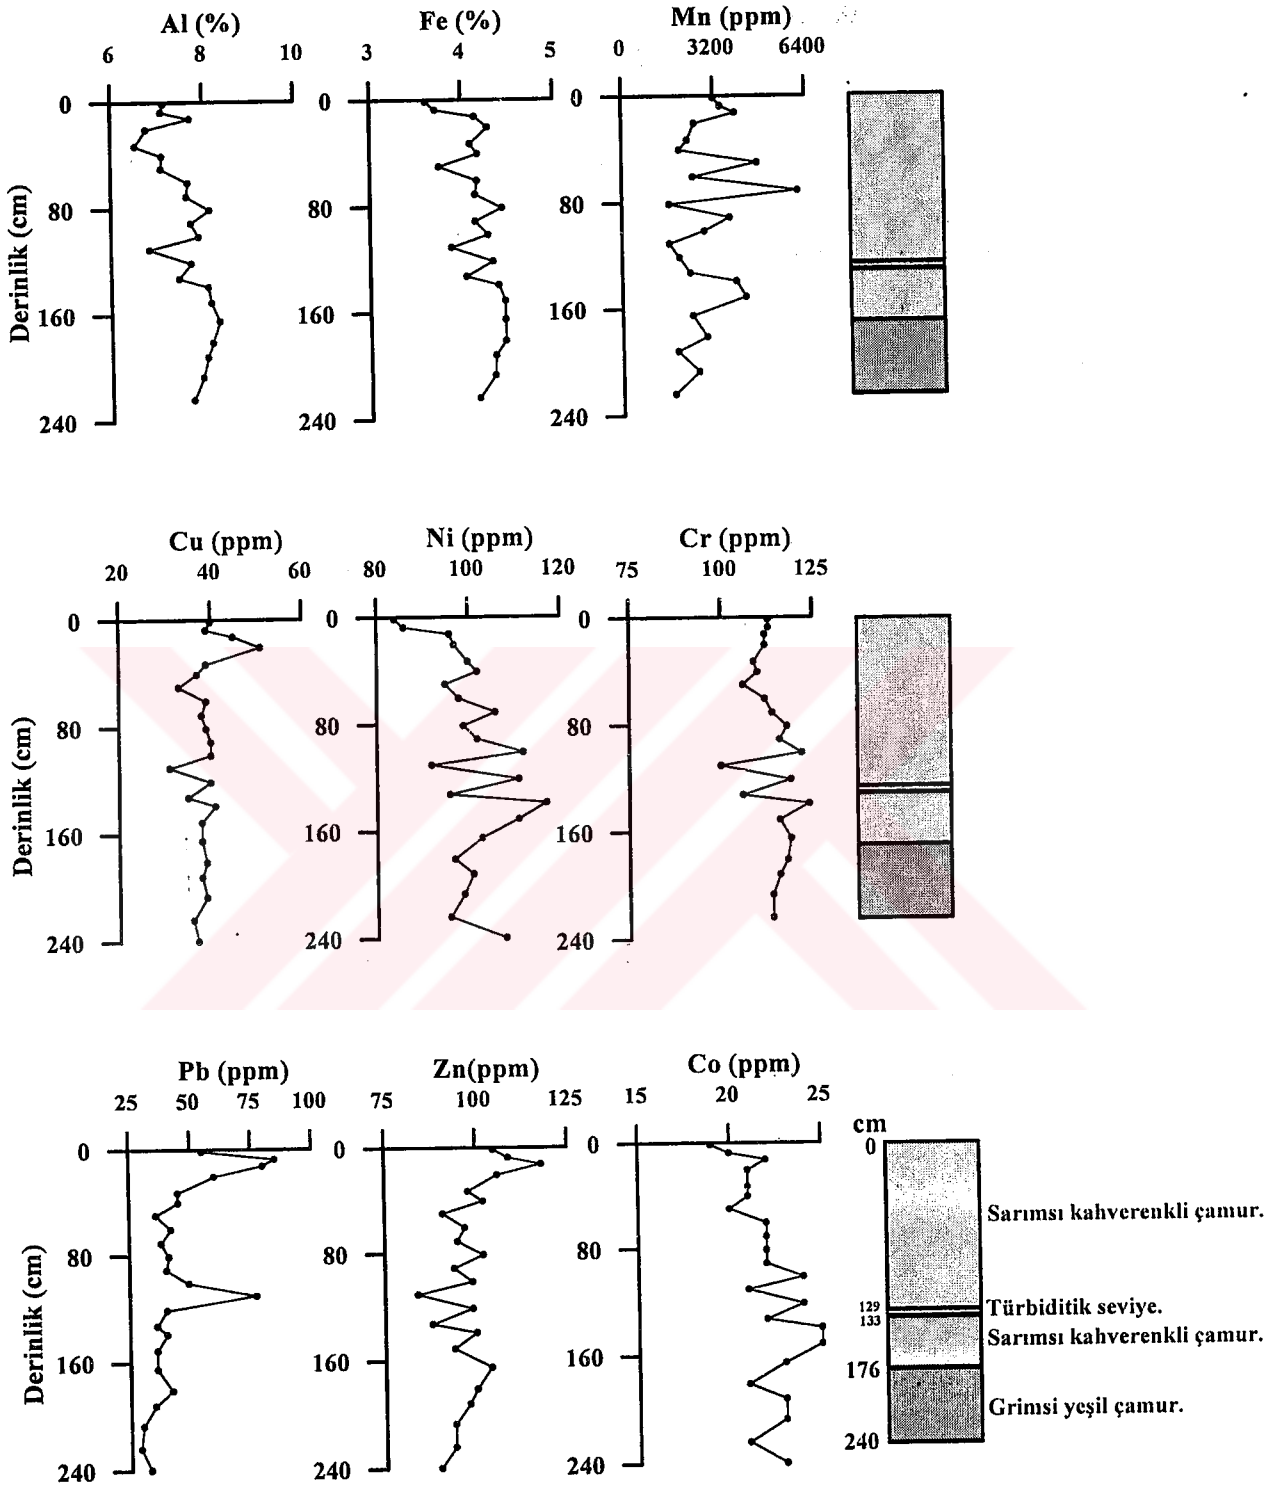 Al (%) Fe (%) Mn (ppm)
6 8 10 3 4 5 0 3200 6400
0 0 0
80 80 80
160 160 160
240 240 240
Derinlik (cm)
Cu (ppm) Ni (ppm) Cr (ppm)
20 40 60 80 100 120 75 100 125
0 0 0
80 80 80
160 160 160
240 240 240
Derinlik (cm)
Pb (ppm) Zn(ppm) Co (ppm)
25 50 75 100 75 100 125 15 20 25
cm
0 0 0 0
80 80 80
160 160 160
240 240 240
Derinlik (cm)
Sarımsı kahverenkli çamur.
129 Türbiditik seviye.
133
Sarımsı kahverenkli çamur.
176
Grimsi yeşil çamur.
240